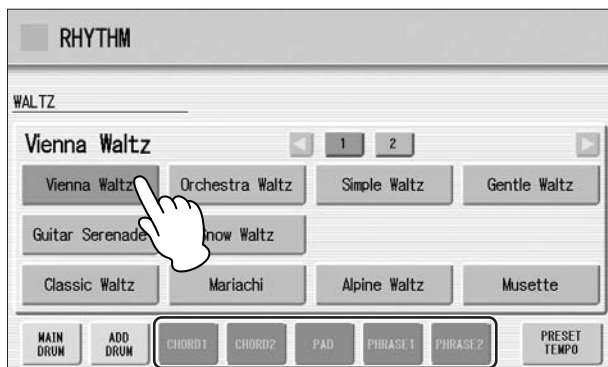 RHYTHM
WALTZ
Vienna Waltz 1 2
Vienna Waltz Orchestra Waltz Simple Waltz Gentle Waltz
Guitar Serenade Snow Waltz
Classic Waltz Mariachi Alpine Waltz Musette
MAIN DRUM ADD DRUM CHORD1 CHORD2 PAD PHRASE1 PHRASE2 PRESET TEMPO